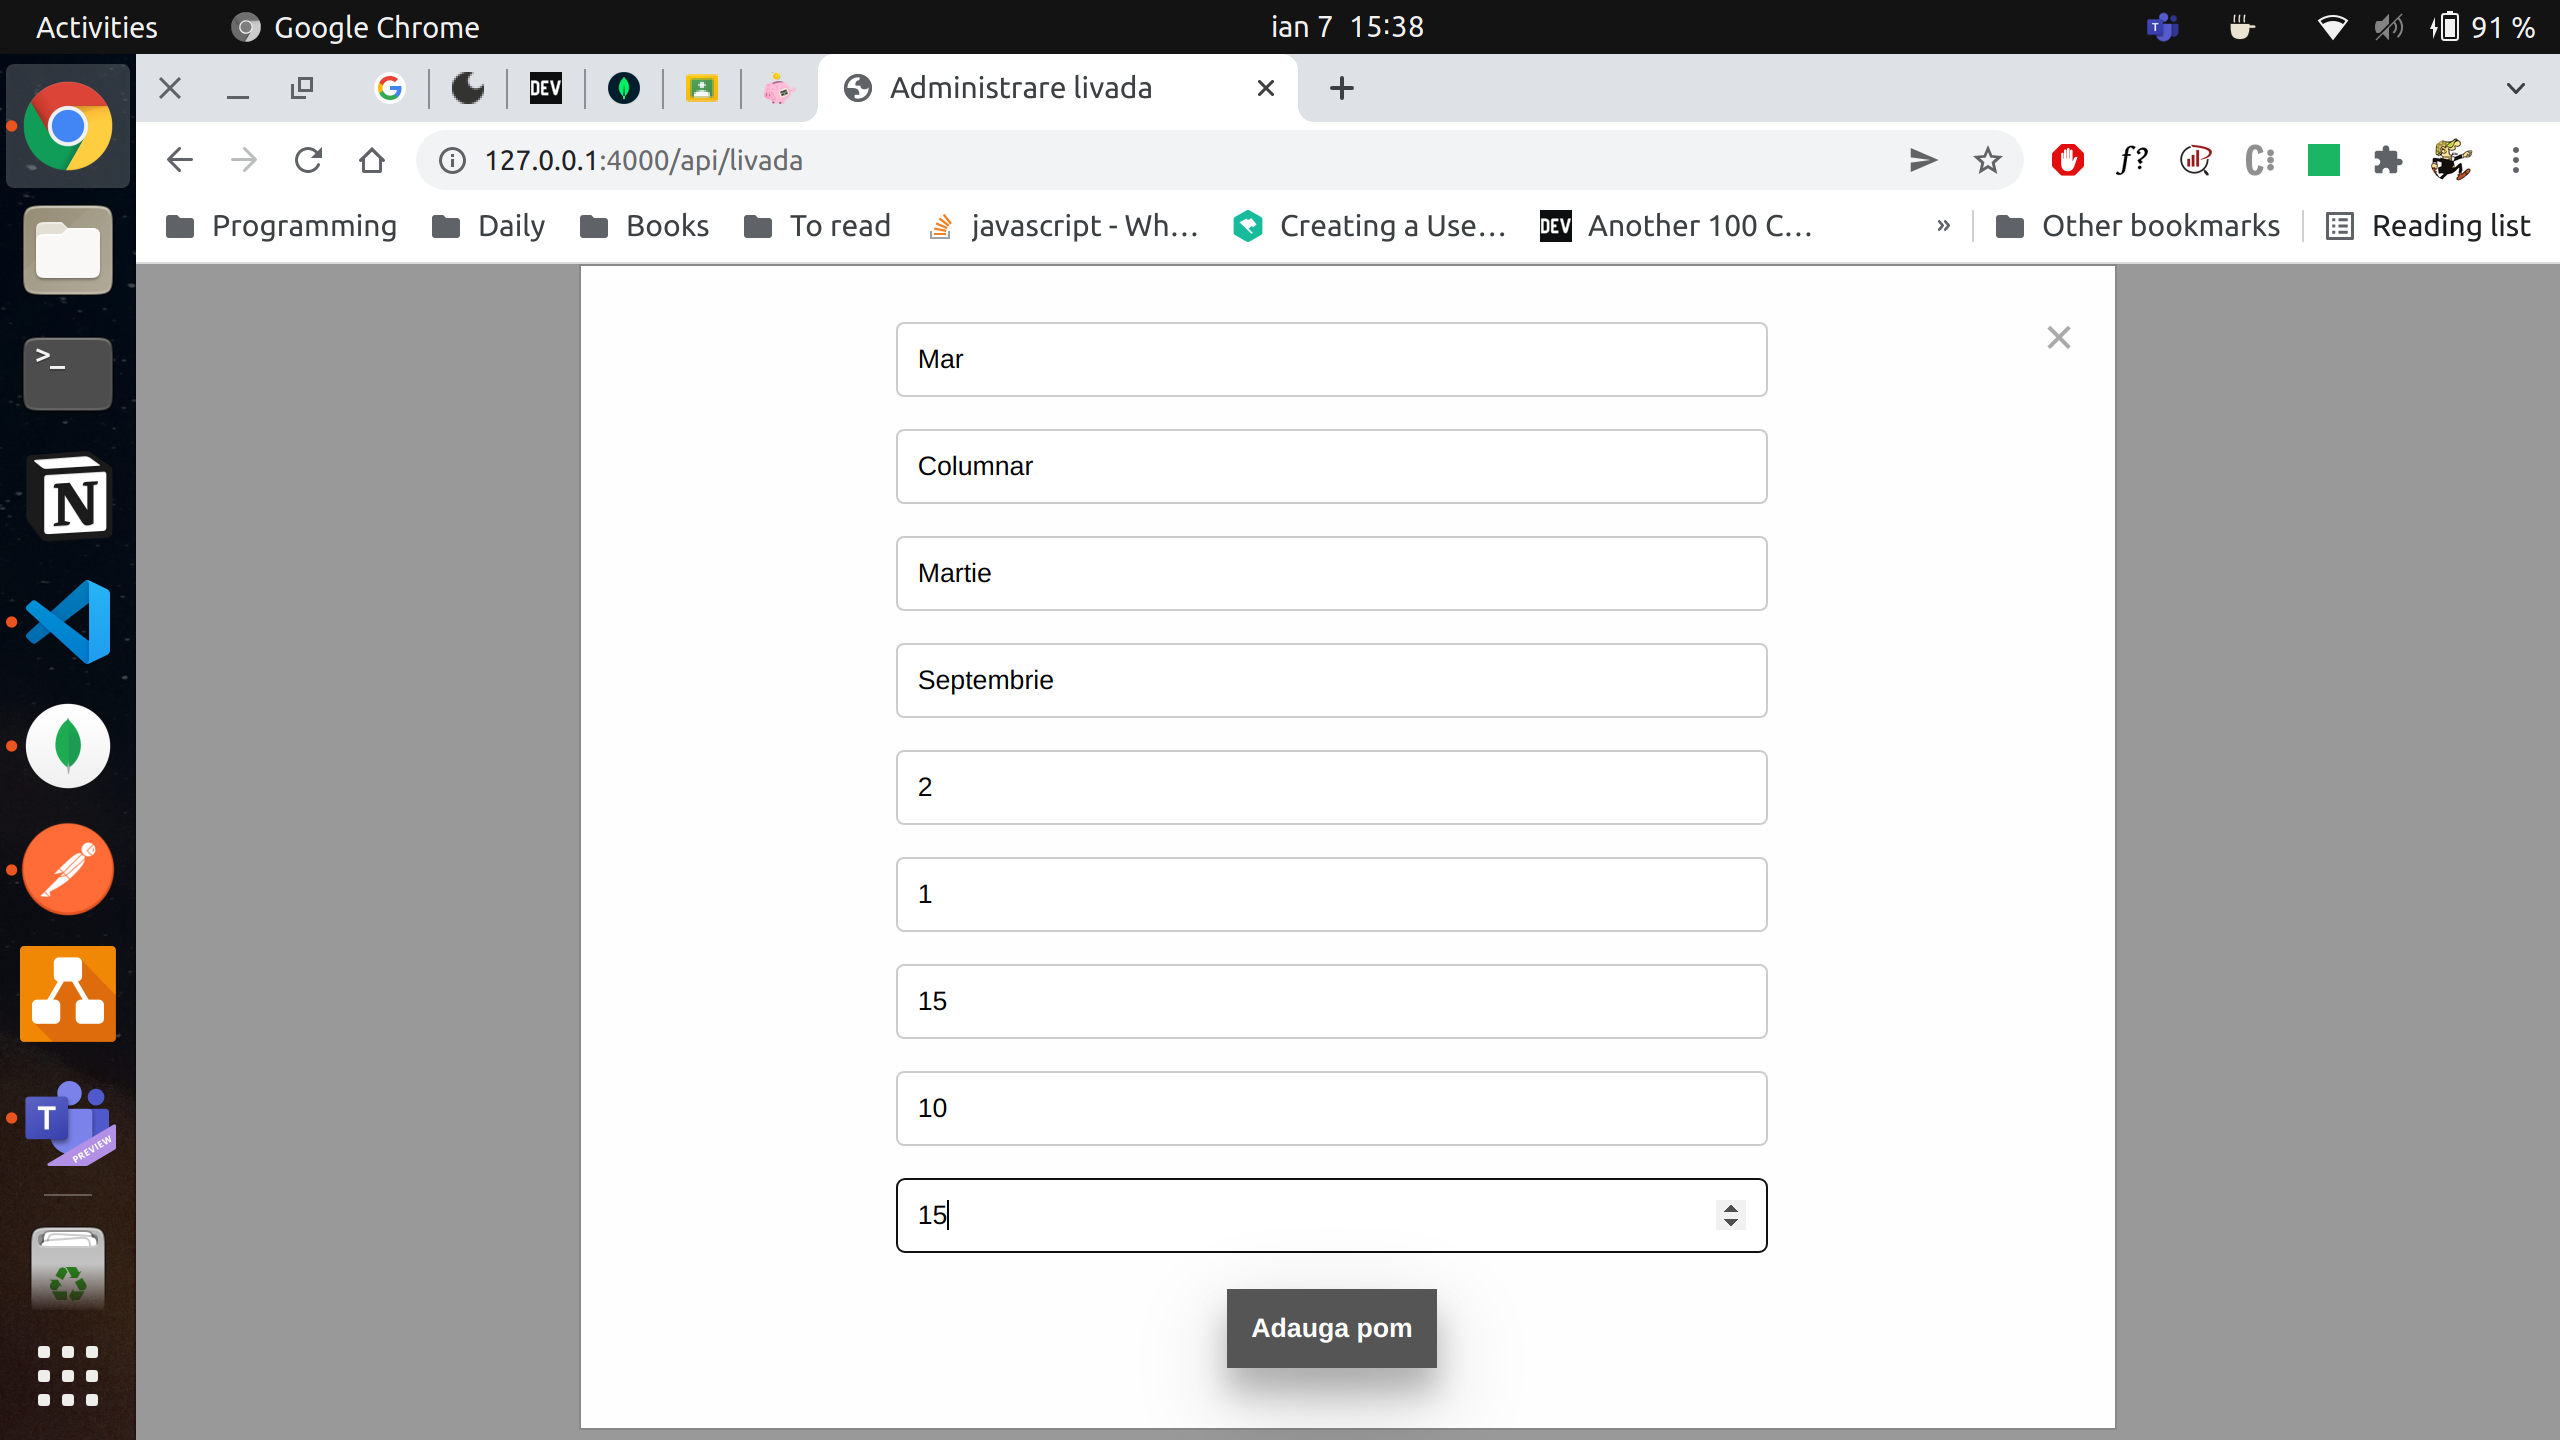 Activities
Google Chrome
ian 7 15:38
T
91 %
DEV
Administrare livada
127.0.0.1:4000/api/livada
f?
Programming
Daily
Books
To read
javascript - Wh...
Creating a Use...
DEV
Another 100 C...
»
Other bookmarks
Reading list
>_
N
T
PREVIEW
Mar
Columnar
Martie
Septembrie
2
1
15
10
15
Adauga pom